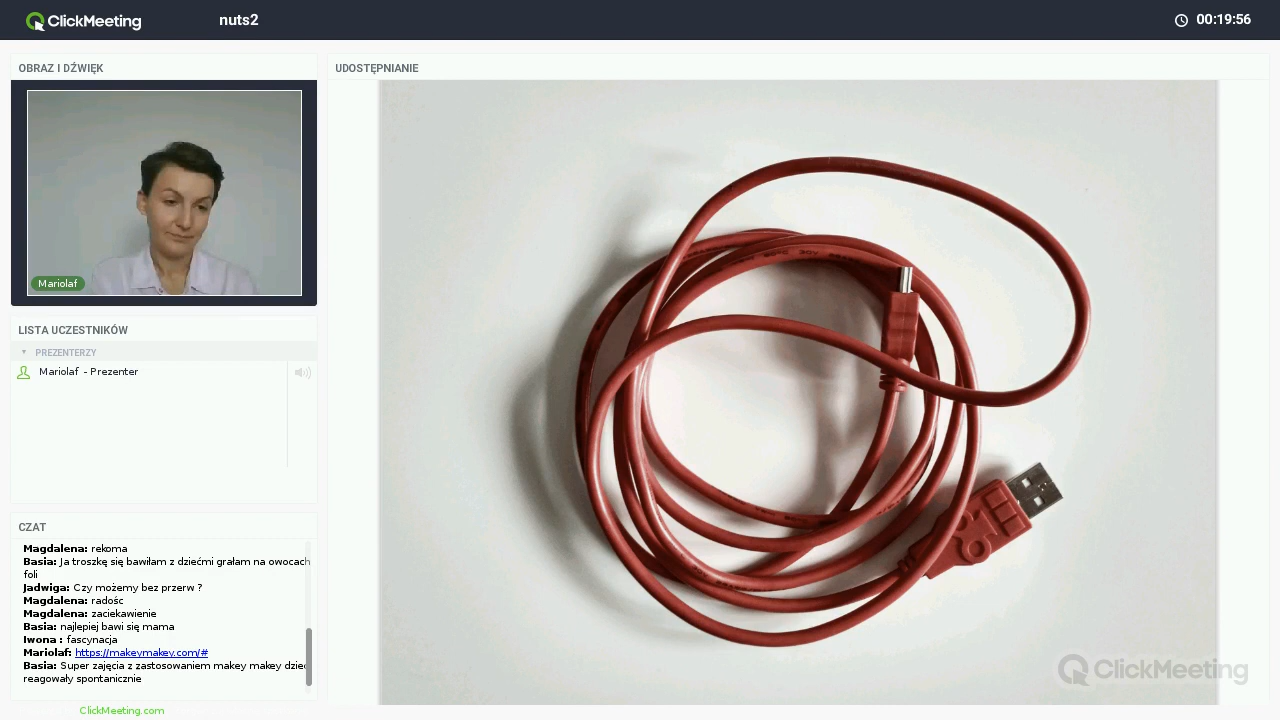 ClickMeeting
nuts2
00:19:56
OBRAZ I DŹWIĘK
Mariolaf
LISTA UCZESTNIKÓW
PREZENTERZY
Mariolaf - Prezenter
CZAT
Magdalena: rekoma
Basia: Ja troszkę się bawiłam z dziećmi grałam na owocach
foli
Jadwiga: Czy możemy bez przerw ?
Magdalena: radośc
Magdalena: zaciekawienie
Basia: najlepiej bawi się mama
Iwona : fascynacja
Mariolaf: https://makeymakey.com/#
Basia: Super zajęcia z zastosowaniem makey makey
reagowały spontanicznie
ClickMeeting.com
UDOSTĘPNIANIE
ClickMeeting